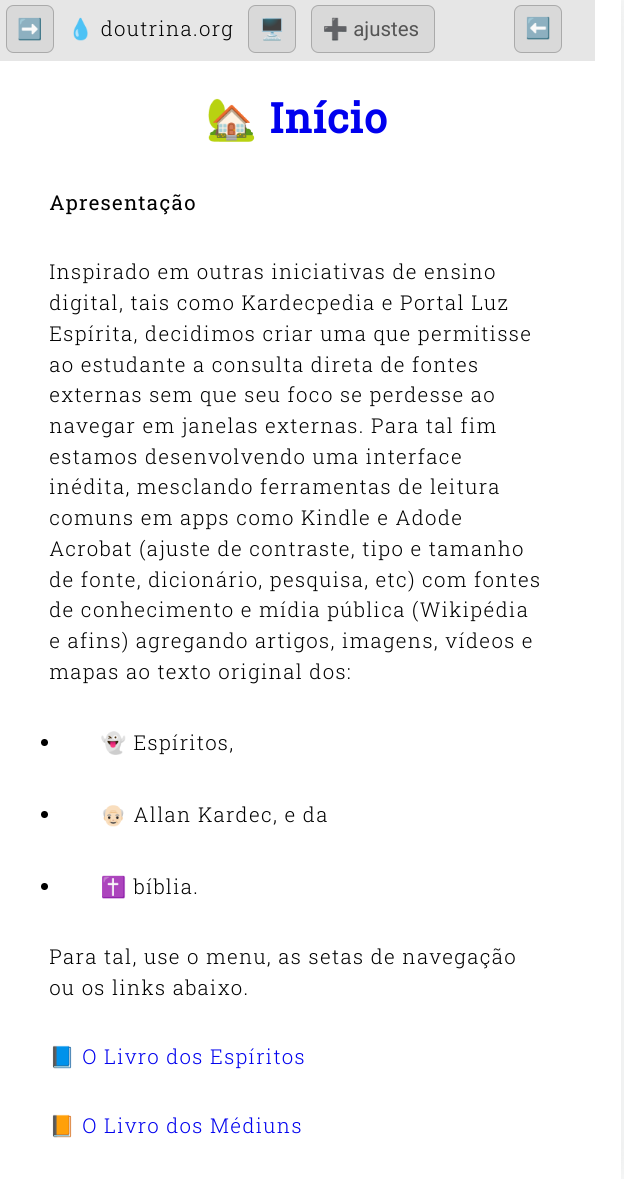 doutrina.org ajustes
Início
Apresentação
Inspirado em outras iniciativas de ensino
digital, tais como Kardecpedia e Portal Luz
Espírita, decidimos criar uma que permitisse
ao estudante a consulta direta de fontes
externas sem que seu foco se perdesse ao
navegar em janelas externas. Para tal fim
estamos desenvolvendo uma interface
inédita, mesclando ferramentas de leitura
comuns em apps como Kindle e Adode
Acrobat (ajuste de contraste, tipo e tamanho
de fonte, dicionário, pesquisa, etc) com fontes
de conhecimento e mídia pública (Wikipédia
e afins) agregando artigos, imagens, vídeos e
mapas ao texto original dos:
Espíritos,
Allan Kardec, e da
bíblia.
Para tal, use o menu, as setas de navegação
ou os links abaixo.
O Livro dos Espíritos
O Livro dos Médiuns